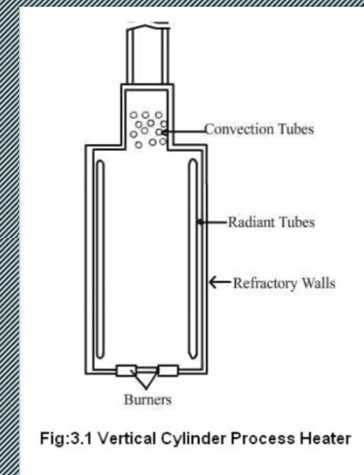 Convection Tubes
Radiant Tubes
Refractory Walls
Burners
Fig:3.1 Vertical Cylinder Process Heater